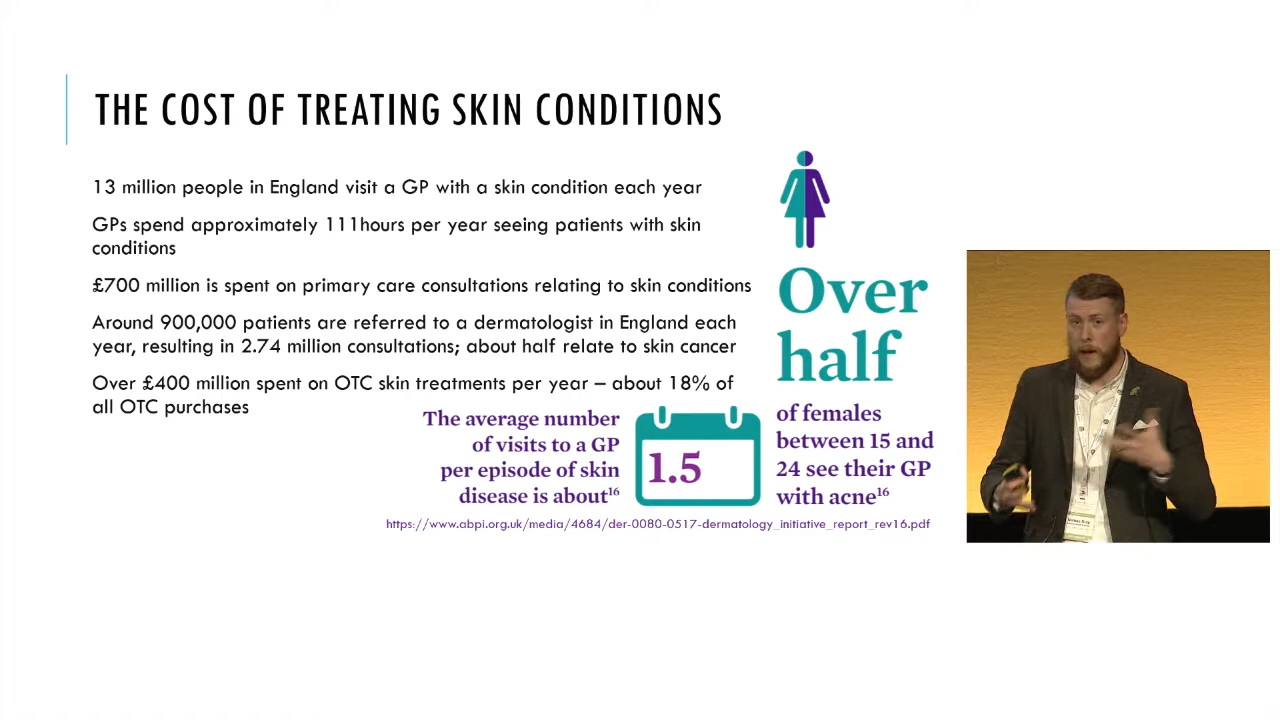 THE COST OF TREATING SKIN CONDITIONS
13 million people in England visit a GP with a skin condition each year
GPs spend approximately 111hours per year seeing patients with skin
conditions
£700 million is spent on primary care consultations relating to skin conditions
Around 900,000 patients are referred to a dermatologist in England each
year, resulting in 2.74 million consultations; about half relate to skin cancer
Over £400 million spent on OTC skin treatments per year – about 18% of
all OTC purchases
The average number
of visits to a GP
per episode of skin
disease is about16
1.5
Over
half
of females
between 15 and
24 see their GP
with acne16
https://www.abpi.org.uk/media/4684/der-0080-0517-dermatology_initiative_report_rev16.pdf